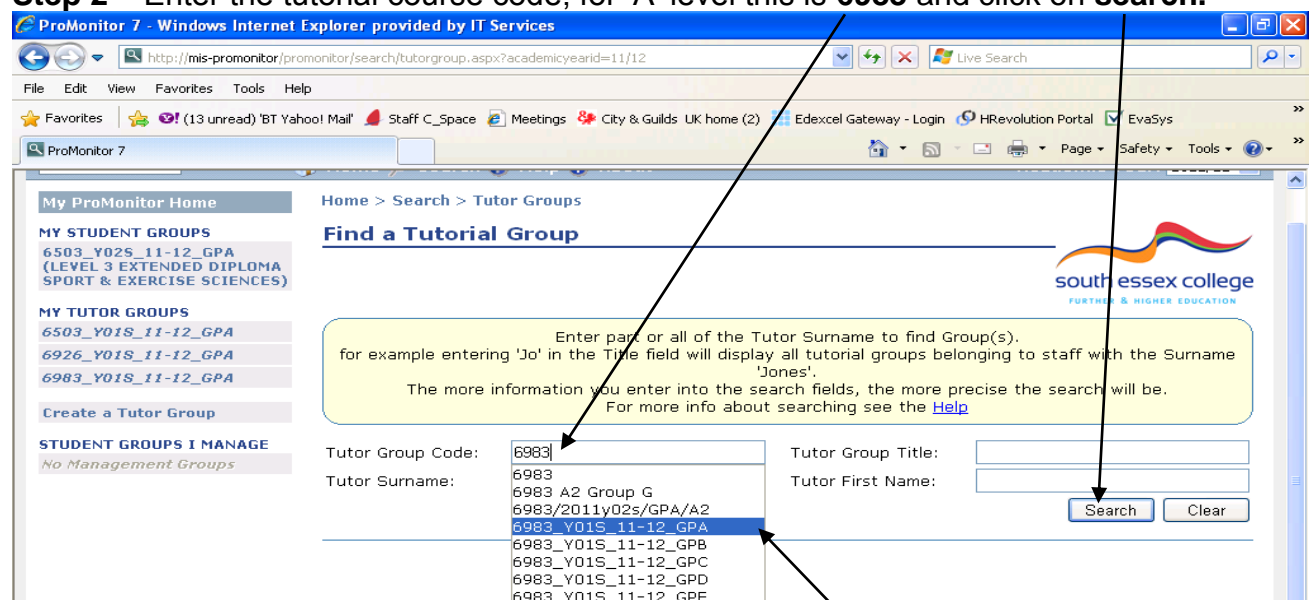 Step 2 – Enter the tutorial course code, for 'A' level this is 6983 and click on search.
ProMonitor 7 - Windows Internet Explorer provided by IT Services
http://mis-promonitor/promonitor/search/tutorgroup.aspx?academicyearid=11/12
Live Search
File Edit View Favorites Tools Help
Favorites (13 unread) 'BT Yahoo! Mail' Staff C_Space Meetings City & Guilds UK home (2) Edexcel Gateway - Login HRevolution Portal EvaSys »
ProMonitor 7 Page Safety Tools »
My ProMonitor Home
MY STUDENT GROUPS
6503_Y02S_11-12_GPA
(LEVEL 3 EXTENDED DIPLOMA
SPORT & EXERCISE SCIENCES)
MY TUTOR GROUPS
6503_Y01S_11-12_GPA
6926_Y01S_11-12_GPA
6983_Y01S_11-12_GPA
Create a Tutor Group
STUDENT GROUPS I MANAGE
No Management Groups
Home > Search > Tutor Groups
Find a Tutorial Group
south essex college
FURTHER & HIGHER EDUCATION
Enter part or all of the Tutor Surname to find Group(s).
for example entering 'Jo' in the Title field will display all tutorial groups belonging to staff with the Surname
'Jones'.
The more information you enter into the search fields, the more precise the search will be.
For more info about searching see the Help
Tutor Group Code: 6983 Tutor Group Title:
Tutor Surname: Tutor First Name:
6983
6983 A2 Group G
6983/2011y02s/GPA/A2
6983_Y01S_11-12_GPA
6983_Y01S_11-12_GPB
6983_Y01S_11-12_GPC
6983_Y01S_11-12_GPD
6983_Y01S_11-12_GPE
Search Clear